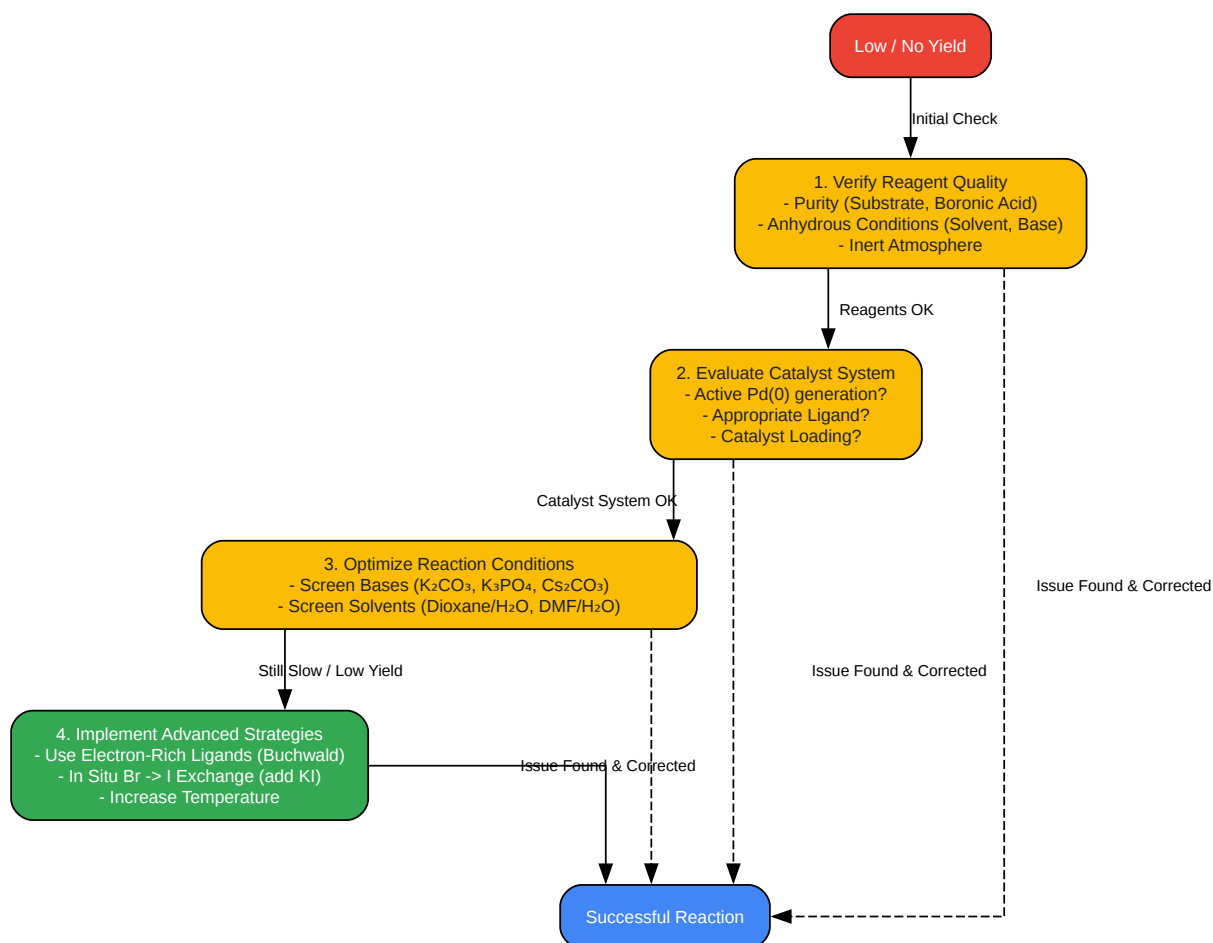 Low / No Yield
Initial Check
1. Verify Reagent Quality
- Purity (Substrate, Boronic Acid)
- Anhydrous Conditions (Solvent, Base)
- Inert Atmosphere
Reagents OK
2. Evaluate Catalyst System
- Active Pd(0) generation?
- Appropriate Ligand?
- Catalyst Loading?
Catalyst System OK
3. Optimize Reaction Conditions
- Screen Bases (K₂CO₃, K₃PO₄, Cs₂CO₃)
- Screen Solvents (Dioxane/H₂O, DMF/H₂O)
Issue Found & Corrected
Still Slow / Low Yield
Issue Found & Corrected
4. Implement Advanced Strategies
- Use Electron-Rich Ligands (Buchwald)
- In Situ Br -> I Exchange (add KI)
- Increase Temperature
Issue Found & Corrected
Successful Reaction